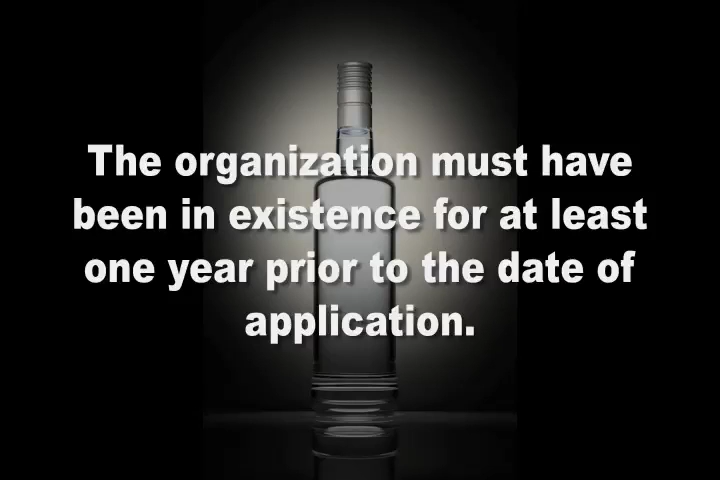 The organization must have
been in existence for at least
one year prior to the date of
application.